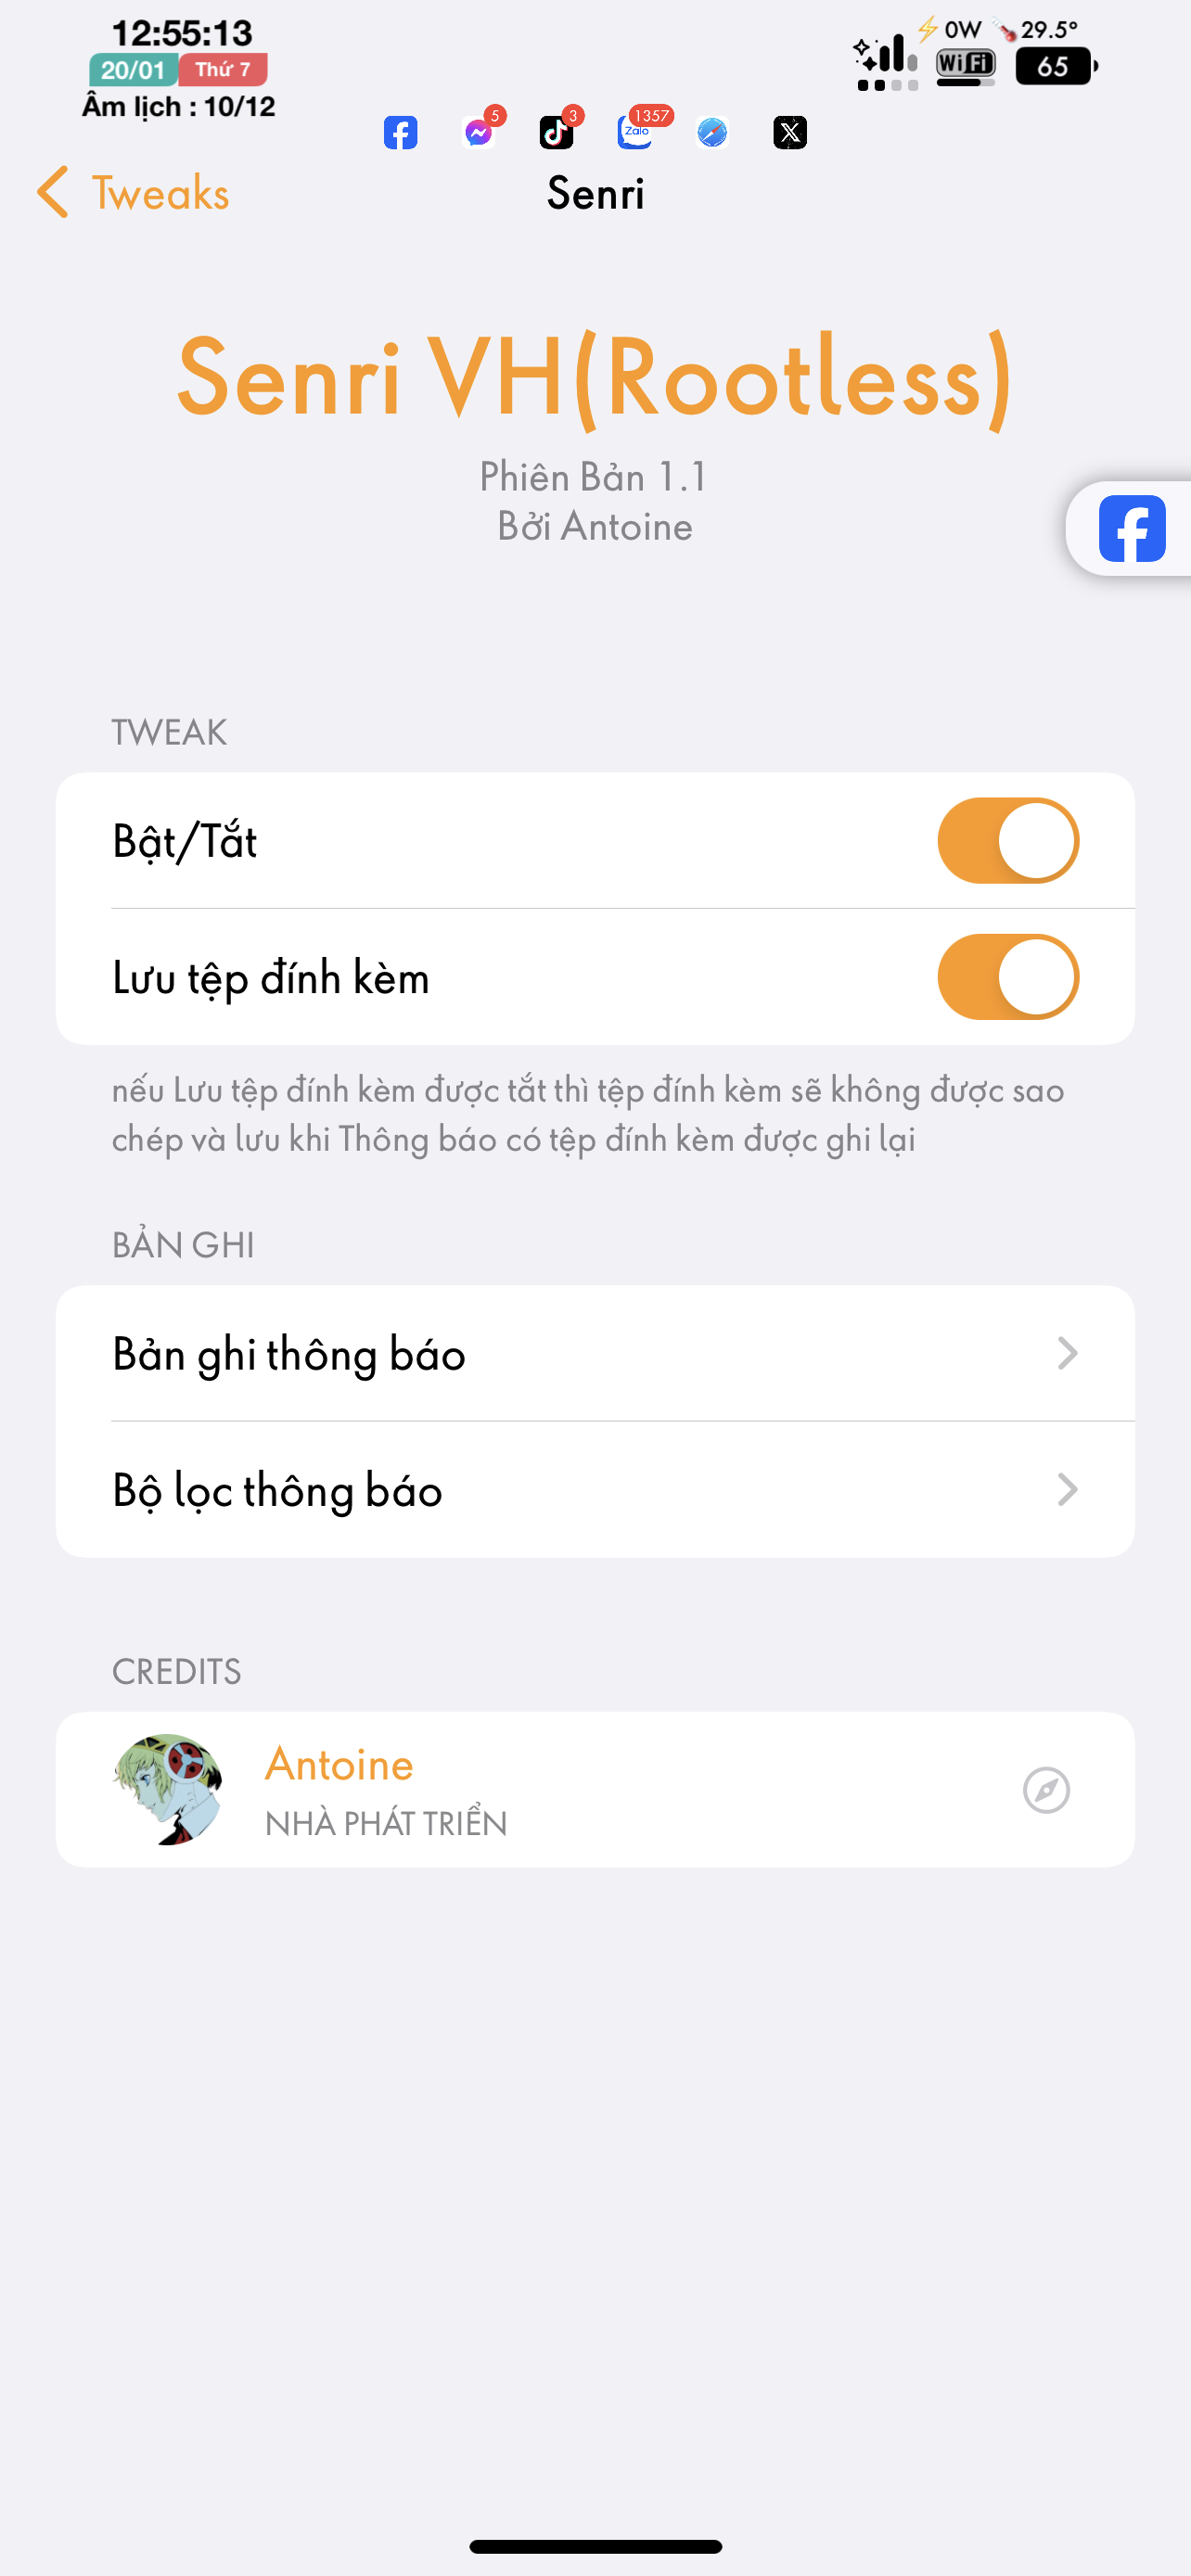 12:55:13
20/01 Thứ 7
Âm lịch : 10/12
⚡0W 29.5°
WiFi 65
5 3 1357
Zalo
Tweaks
Senri
Senri VH(Rootless)
Phiên Bản 1.1
Bởi Antoine
TWEAK
Bật/Tắt
Lưu tệp đính kèm
nếu Lưu tệp đính kèm được tắt thì tệp đính kèm sẽ không được sao
chép và lưu khi Thông báo có tệp đính kèm được ghi lại
BẢN GHI
Bản ghi thông báo
Bộ lọc thông báo
CREDITS
Antoine
NHÀ PHÁT TRIỂN